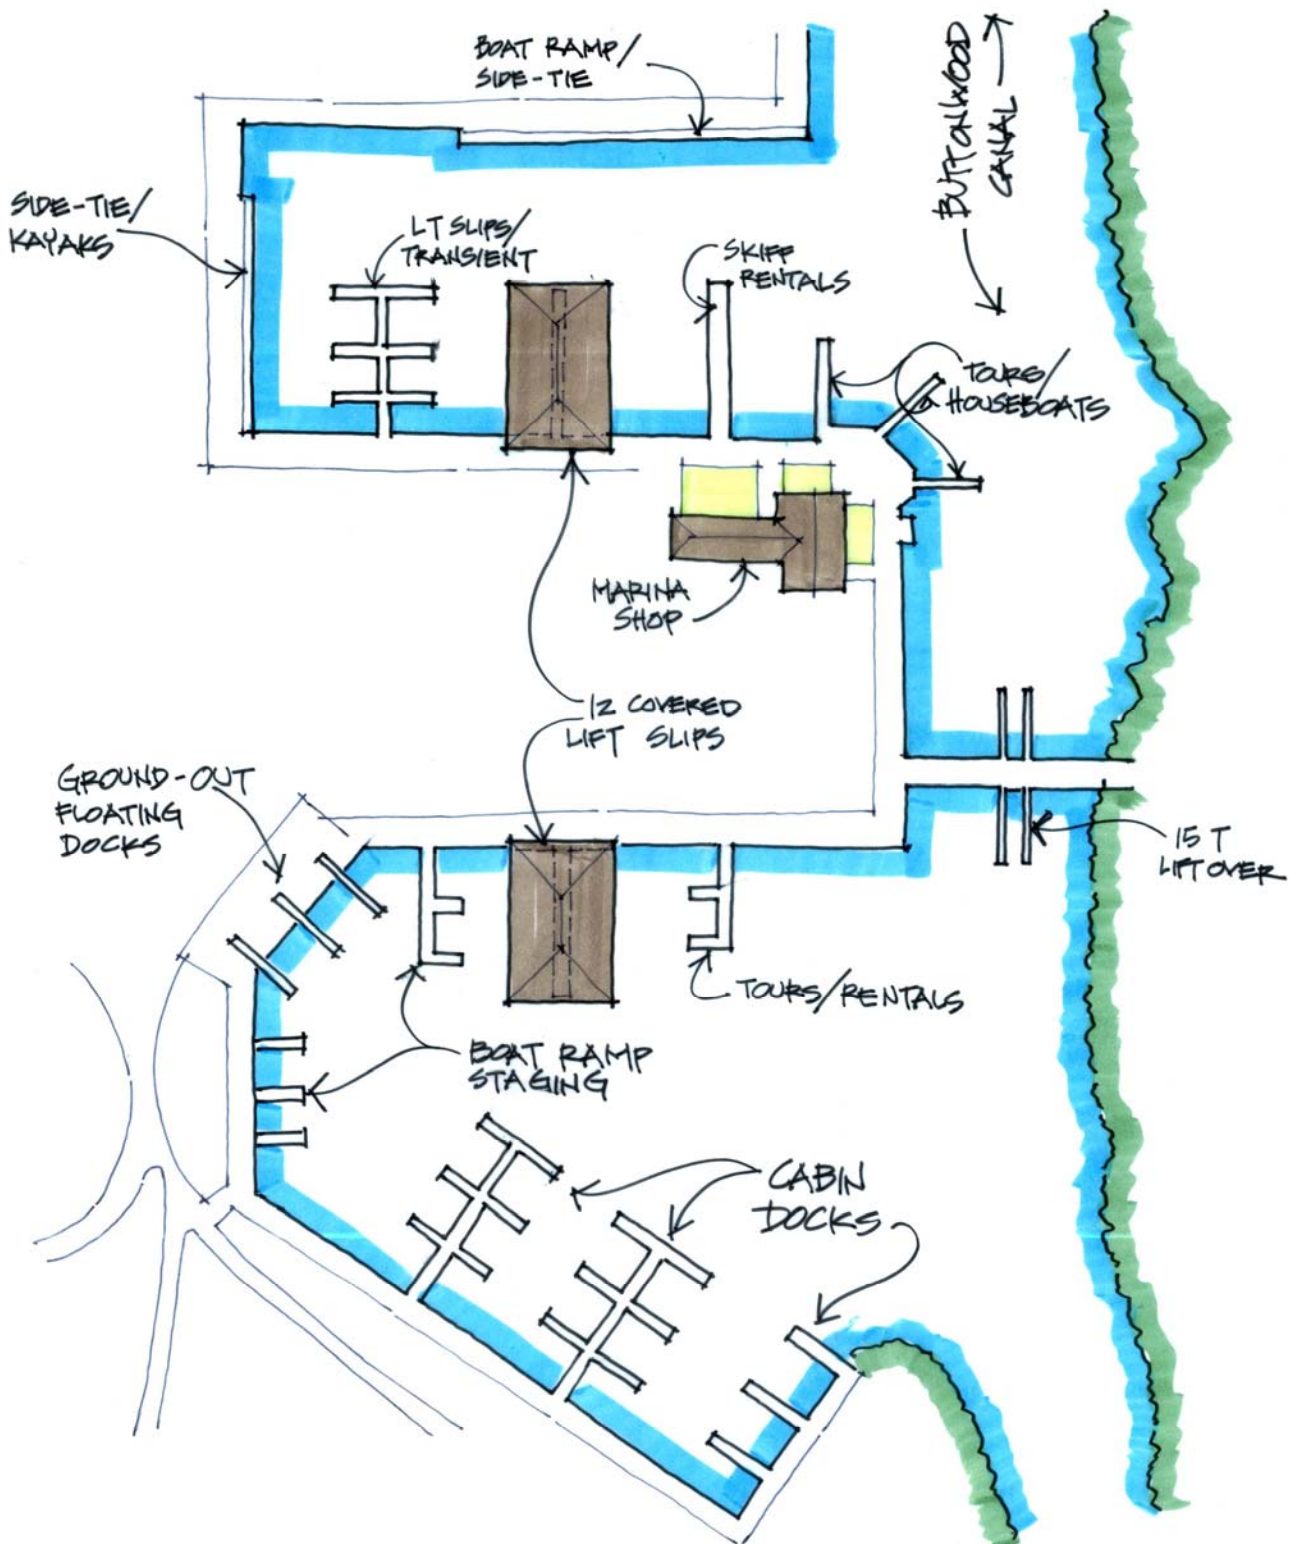 BOAT RAMP/
SIDE-TIE
BUTTONWOOD
CANAL
SIDE-TIE/
KAYAKS
LT SLIPS/
TRANSIENT
SKIFF
RENTALS
TOURS/
HOUSEBOATS
MARINA
SHOP
12 COVERED
LIFT SLIPS
GROUND-OUT
FLOATING
DOCKS
15 T
LIFT OVER
TOURS/RENTALS
BOAT RAMP
STAGING
CABIN
DOCKS